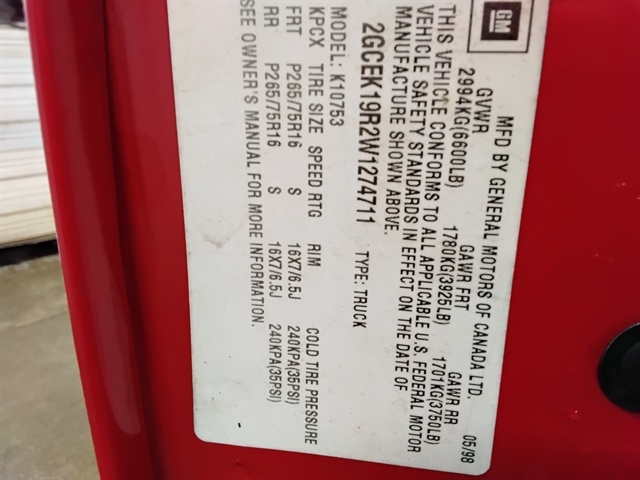 GM
MFD BY GENERAL MOTORS OF CANADA LTD. 05/98
GVWR GAWR FRT GAWR RR
2994KG(6600LB) 1780KG(3925LB) 1701KG(3750LB)
THIS VEHICLE CONFORMS TO ALL APPLICABLE U.S. FEDERAL MOTOR
VEHICLE SAFETY STANDARDS IN EFFECT ON THE DATE OF
MANUFACTURE SHOWN ABOVE.
2GCEK19R2W1274711 TYPE: TRUCK
MODEL: K10753
KPCX TIRE SIZE SPEED RTG RIM COLD TIRE PRESSURE
FRT P265/75R16 S 16X7/6.5J 240KPA(35PSI)
RR P265/75R16 S 16X7/6.5J 240KPA(35PSI)
SEE OWNER'S MANUAL FOR MORE INFORMATION.